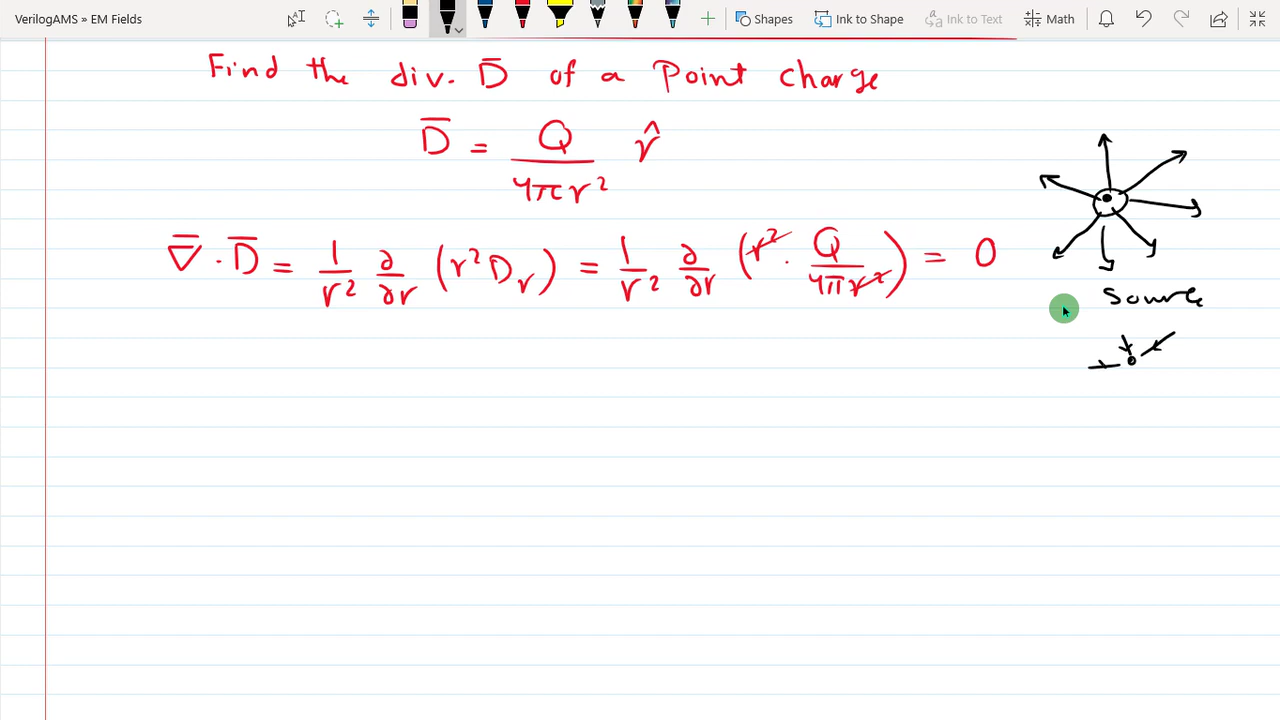 VerilogAMS » EM Fields
Shapes
Ink to Shape
Ink to Text
Math
Find the div. D̅ of a Point charge
D̅ = Q / 4πr² r̂
∇̅ · D̅ = 1/r² ∂/∂r (r² D_r) = 1/r² ∂/∂r (r² · Q / 4πr²) = 0
Source